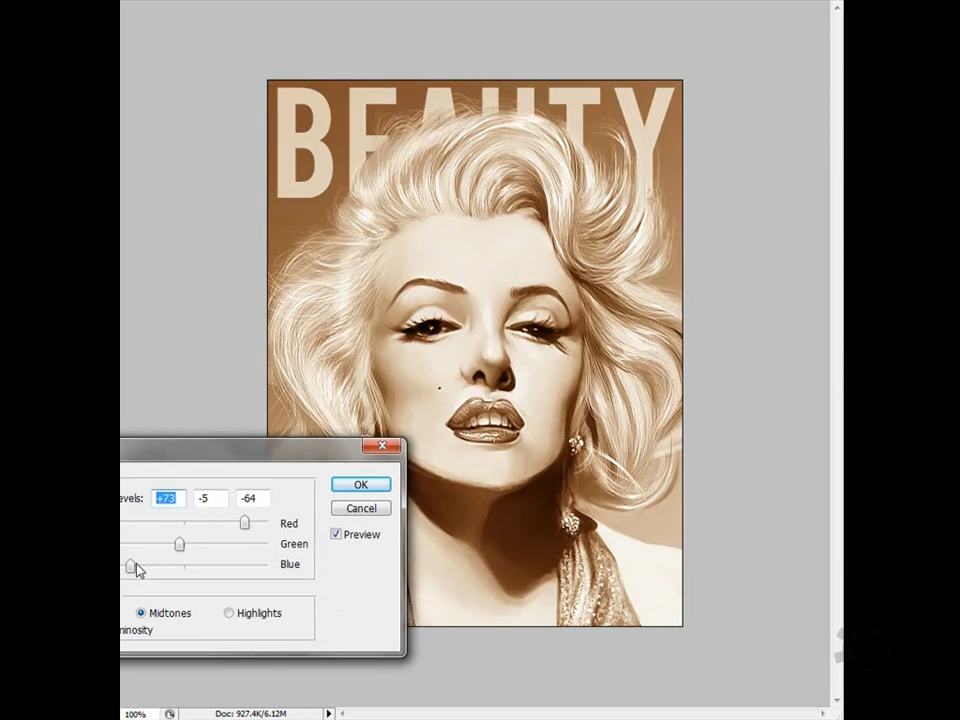 BEAUTY
evels: +73 -5 -64
Red
Green
Blue
OK
Cancel
Preview
Midtones
Highlights
minosity
100%
Doc: 927.4K/6.12M